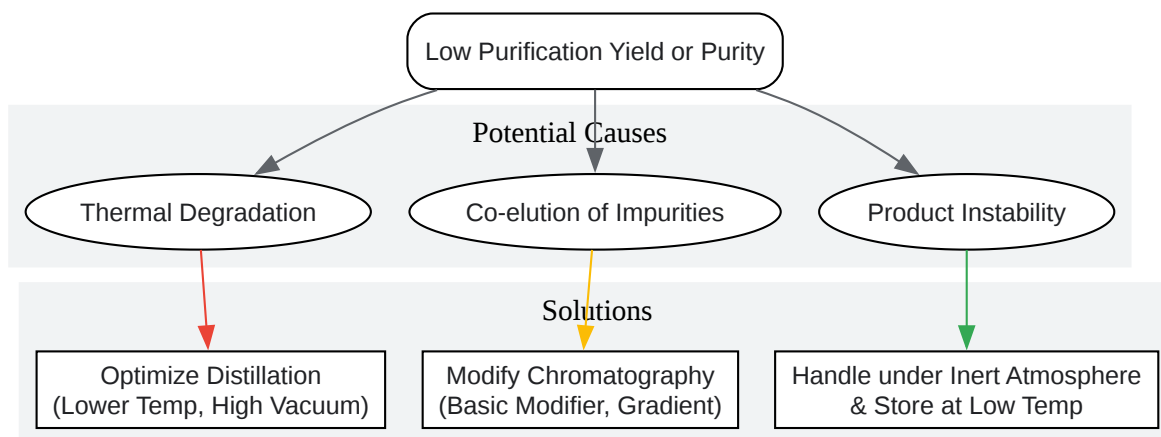 Low Purification Yield or Purity
Potential Causes
Thermal Degradation
Co-elution of Impurities
Product Instability
Solutions
Optimize Distillation
(Lower Temp, High Vacuum)
Modify Chromatography
(Basic Modifier, Gradient)
Handle under Inert Atmosphere
& Store at Low Temp